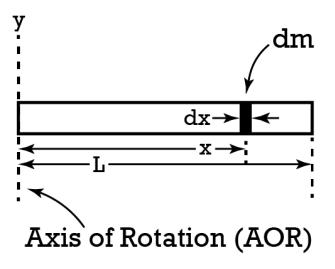 y
dm
dx
x
L
Axis of Rotation (AOR)